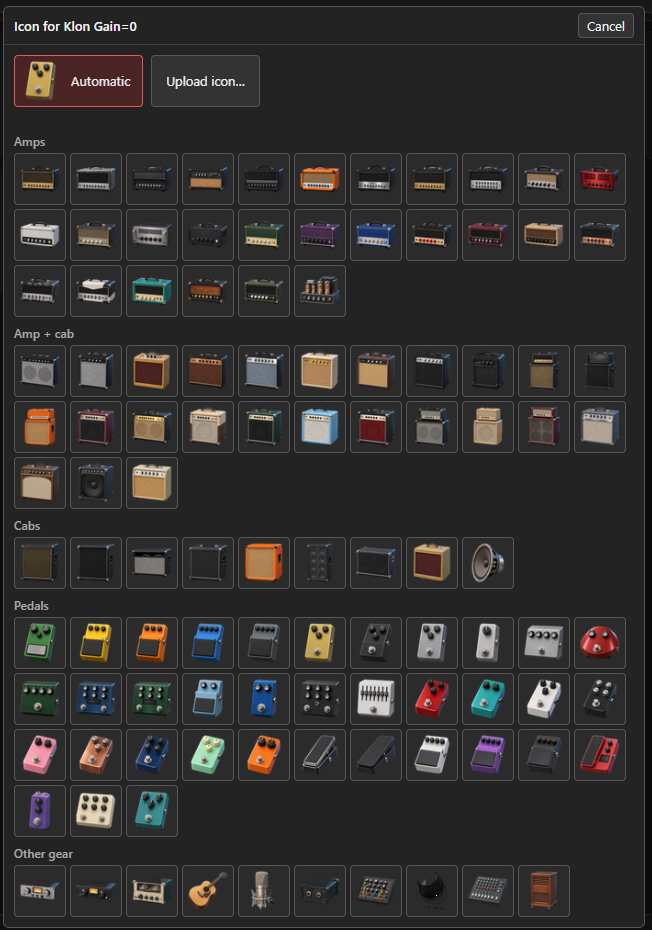 Icon for Klon Gain=0
Cancel
Automatic
Upload icon...
Amps
Amp + cab
Cabs
Pedals
Other gear